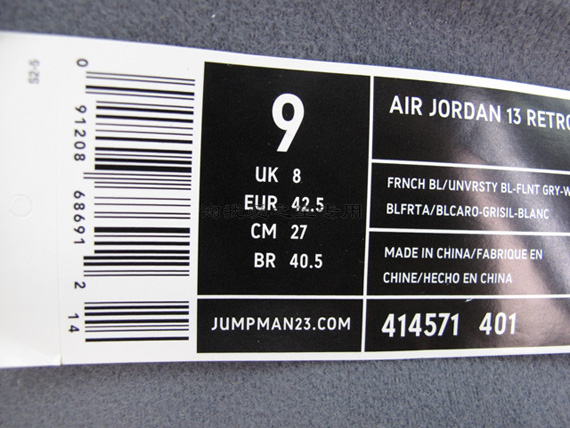 S2-5
0 91208 68691 2 14
9
UK 8
EUR 42.5
CM 27
BR 40.5
JUMPMAN23.COM
AIR JORDAN 13 RETRO
FRNCH BL/UNVRSTY BL-FLNT GRY-W
BLFRTA/BLCARO-GRISIL-BLANC
MADE IN CHINA/FABRIQUE EN
CHINE/HECHO EN CHINA
414571 401